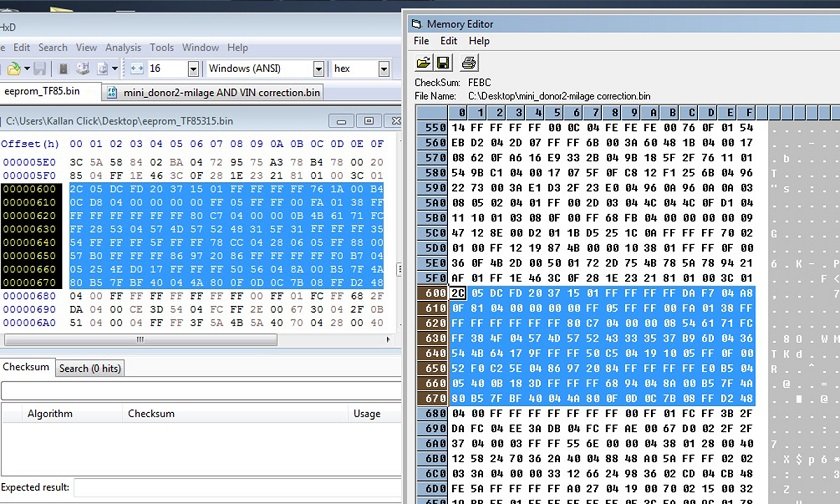 HxD
Edit Search View Analysis Tools Window Help
16 Windows (ANSI) hex
eeprom_TF85.bin mini_donor2-milage AND VIN correction.bin
C:\Users\Kallan Click\Desktop\eeprom_TF85315.bin
Offset(h) 00 01 02 03 04 05 06 07 08 09 0A 0B 0C 0D 0E 0F
000005E0 3C 5A 58 84 02 BA 04 72 95 75 A3 78 B4 78 00 20
000005F0 85 04 FF 1E 46 3C 0F 28 1E 23 21 81 01 00 3C 01
00000600 2C 05 DC FD 20 37 15 01 FF FF FF FF 76 1A 00 B4
00000610 0C D8 04 00 00 00 FF 05 FF FF 00 00 FA 01 38 FF
00000620 FF FF FF FF FF 80 C7 04 00 00 0B 4B 61 71 FC
00000630 FF 28 53 04 57 4D 57 52 48 31 5F 31 FF FF FF 35
00000640 54 FF FF FF 5F FF 78 CC 04 28 06 05 FF 88 00
00000650 B7 FF FF FF 86 97 20 86 FF FF FF FF F0 B7 04
00000660 05 25 4E D0 17 FF FF FF 50 56 04 8A 00 B5 7F 4A
00000670 80 B5 7F BF 40 04 4A 80 0F 0D 0C 7B 08 FF D2 48
00000680 04 00 FF FF FF FF FF FF 00 FF 01 FC FF 68 2F
00000690 DA 04 00 CE 3D 54 04 FC FF 2E 00 67 30 04 2F 0B
000006A0 51 04 00 04 FF 3F 5A 4B 5A 40 70 04 28 00 40
Checksum Search (0 hits)
Algorithm Checksum Usage
Expected result:
Memory Editor
File Edit Help
CheckSum: FEBC
File Name: C:\Desktop\mini_donor2-milage correction.bin
0 1 2 3 4 5 6 7 8 9 A B C D E F
550 14 FF FF FF FF 00 0C 04 FE FE FE 00 76 0F 01 54
560 EB D2 04 2D 07 FF FF 6B 00 3A 60 48 1B 04 00 17
570 08 62 0F A6 16 E9 33 2B 04 9B 18 5F 2F 76 11 01
580 54 9B C1 04 00 17 07 5F 0F C8 12 F1 25 6B 04 96
590 22 73 00 3A E1 D3 2F 23 E0 04 96 0A 96 0A 0A 03
5A0 08 05 02 04 01 FF 00 2D 03 04 4C 04 4C 0F D1 04
5B0 11 10 01 03 08 0F 00 FF 68 FB 04 00 00 00 00 09
5C0 47 12 8E 00 D2 01 1B D5 25 1C 0A FF FF FF 70 02
5D0 01 00 FF 12 19 87 4B 00 00 10 38 01 FF FF 0F 00
5E0 36 0F 4B 2D 00 50 01 72 2D 75 4B 78 5A 78 94 21
5F0 AF 01 FF 1E 46 3C 0F 28 1E 23 21 81 01 00 3C 01
600 2C 05 DC FD 20 37 15 01 FF FF FF FF DA F7 04 A8
610 0F 81 04 00 00 00 00 FF 05 FF FF 00 00 FA 01 38 FF
620 FF FF FF FF FF FF 80 C7 04 00 00 08 54 61 71 FC
630 FF 38 4F 04 57 4D 57 52 43 33 35 37 B9 6D 04 36
640 54 4B 64 17 9F FF FF 50 C5 04 19 10 05 FF 0F 00
650 52 F0 C2 5E 04 86 97 20 84 FF FF FF FF E0 B5 04
660 05 40 0B 18 3D FF FF FF 68 94 04 8A 00 B5 7F 4A
670 80 B5 7F BF 40 04 4A 80 0F 0D 0C 7B 08 FF D2 48
680 04 00 FF FF FF FF FF FF 00 FF 01 FC FF 3B 2F
690 DA FC 04 EE 3A DB 04 FC FF AE 00 67 D0 02 2F 2F
6A0 37 04 00 03 FF FF 55 6E 00 00 04 38 01 28 00 40
6B0 12 58 24 70 36 2A 40 04 88 48 A0 5A FF FF 02 02
6C0 03 3A 04 00 00 33 12 66 24 98 36 02 CD 04 CB 48
6D0 FE 5A FF FF FF FF A0 27 04 19 00 70 02 02 0F 03